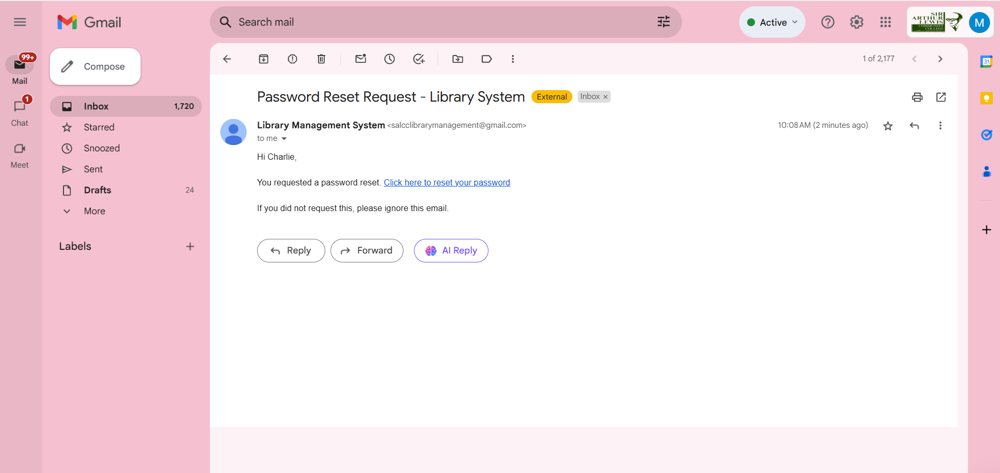 Gmail
Search mail
Active
SIR
ARTHUR
LEWIS
COMMUNITY
COLLEGE
M
99+
Mail
1
Chat
Meet
Compose
Inbox 1,720
Starred
Snoozed
Sent
Drafts 24
More
Labels
1 of 2,177
31
Password Reset Request - Library System External Inbox ×
Library Management System <salcclibrarymanagement@gmail.com> 10:08 AM (2 minutes ago)
to me
Hi Charlie,
You requested a password reset. Click here to reset your password
If you did not request this, please ignore this email.
Reply Forward AI Reply